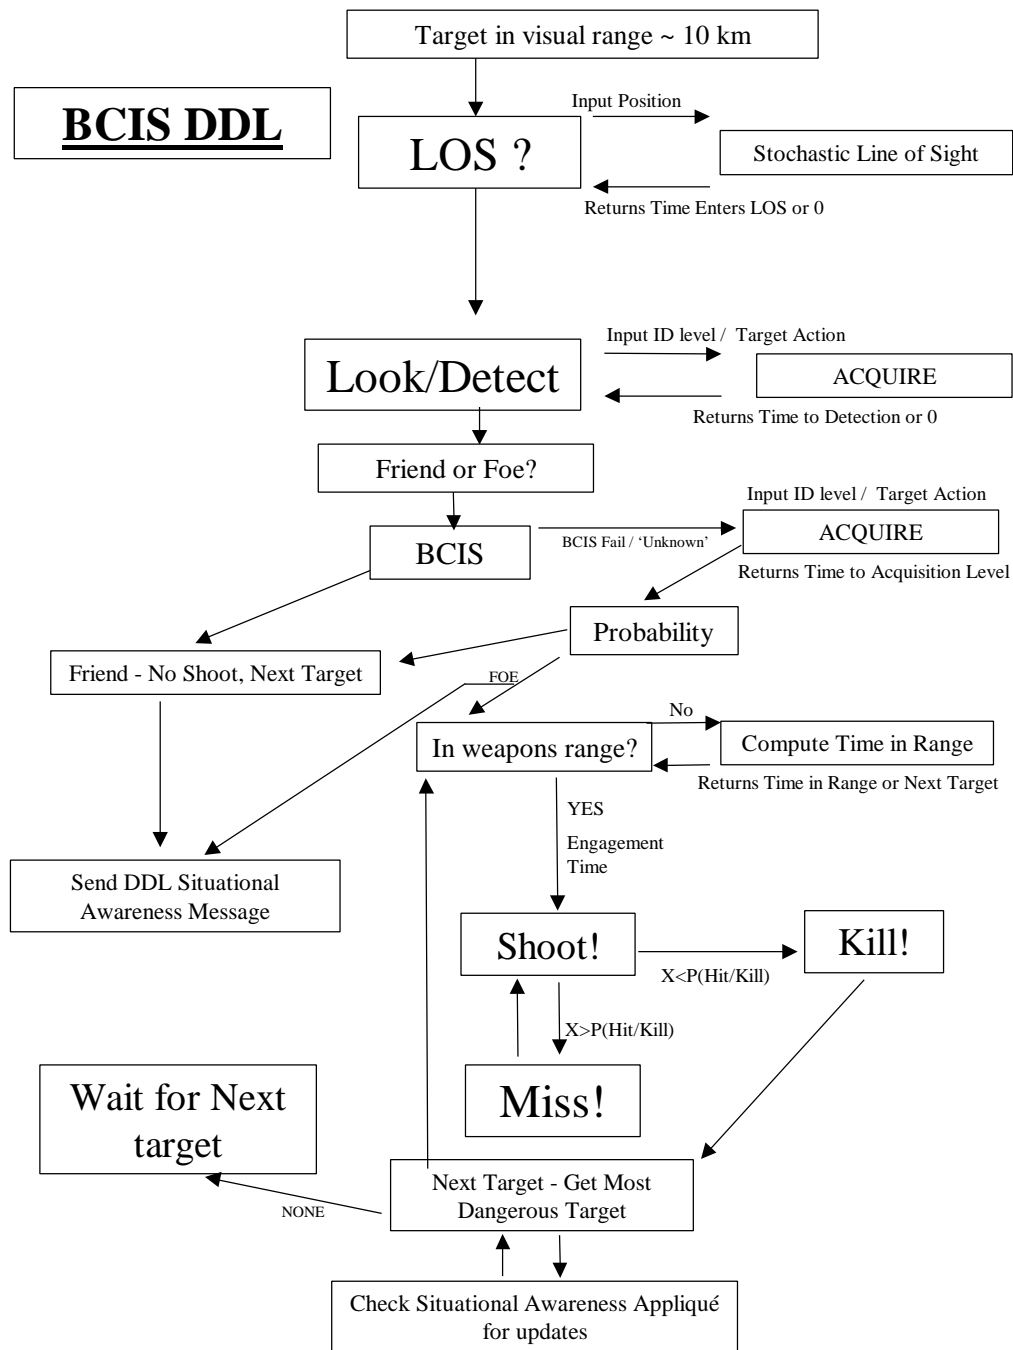 Target in visual range ~ 10 km
BCIS DDL
Input Position
LOS ?
Stochastic Line of Sight
Returns Time Enters LOS or 0
Input ID level / Target Action
Look/Detect
ACQUIRE
Returns Time to Detection or 0
Friend or Foe?
Input ID level / Target Action
BCIS
BCIS Fail / ‘Unknown’
ACQUIRE
Returns Time to Acquisition Level
Probability
Friend - No Shoot, Next Target
FOE
No
In weapons range?
Compute Time in Range
Returns Time in Range or Next Target
YES
Engagement
Time
Send DDL Situational
Awareness Message
Shoot!
Kill!
X<P(Hit/Kill)
X>P(Hit/Kill)
Miss!
Wait for Next
target
Next Target - Get Most
Dangerous Target
NONE
Check Situational Awareness Appliqué
for updates